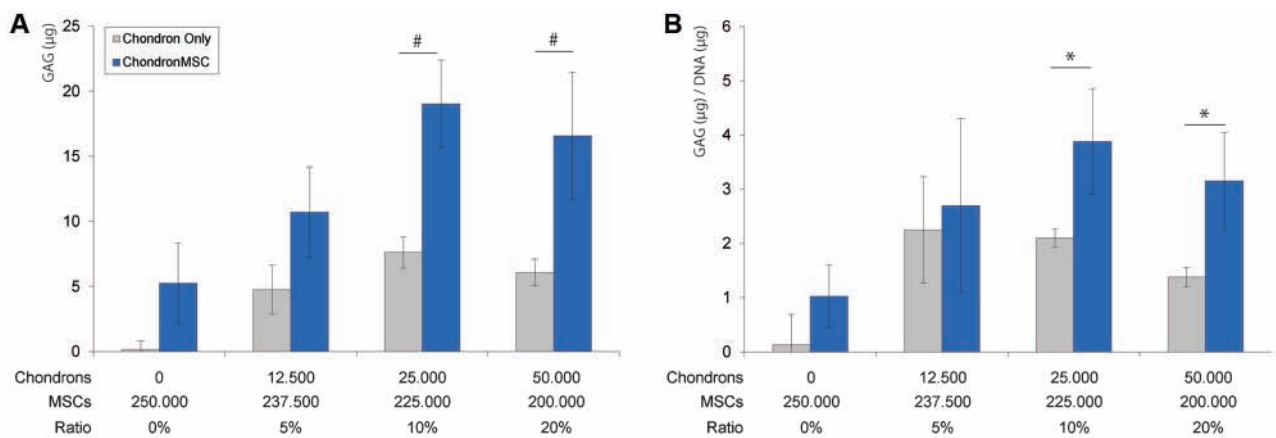 A
GAG (µg)
25
20
15
10
5
0
Chondron Only
ChondronMSC
#
#
Chondrons 0 12.500 25.000 50.000
MSCs 250.000 237.500 225.000 200.000
Ratio 0% 5% 10% 20%
B
GAG (µg) / DNA (µg)
6
5
4
3
2
1
0
*
*
Chondrons 0 12.500 25.000 50.000
MSCs 250.000 237.500 225.000 200.000
Ratio 0% 5% 10% 20%